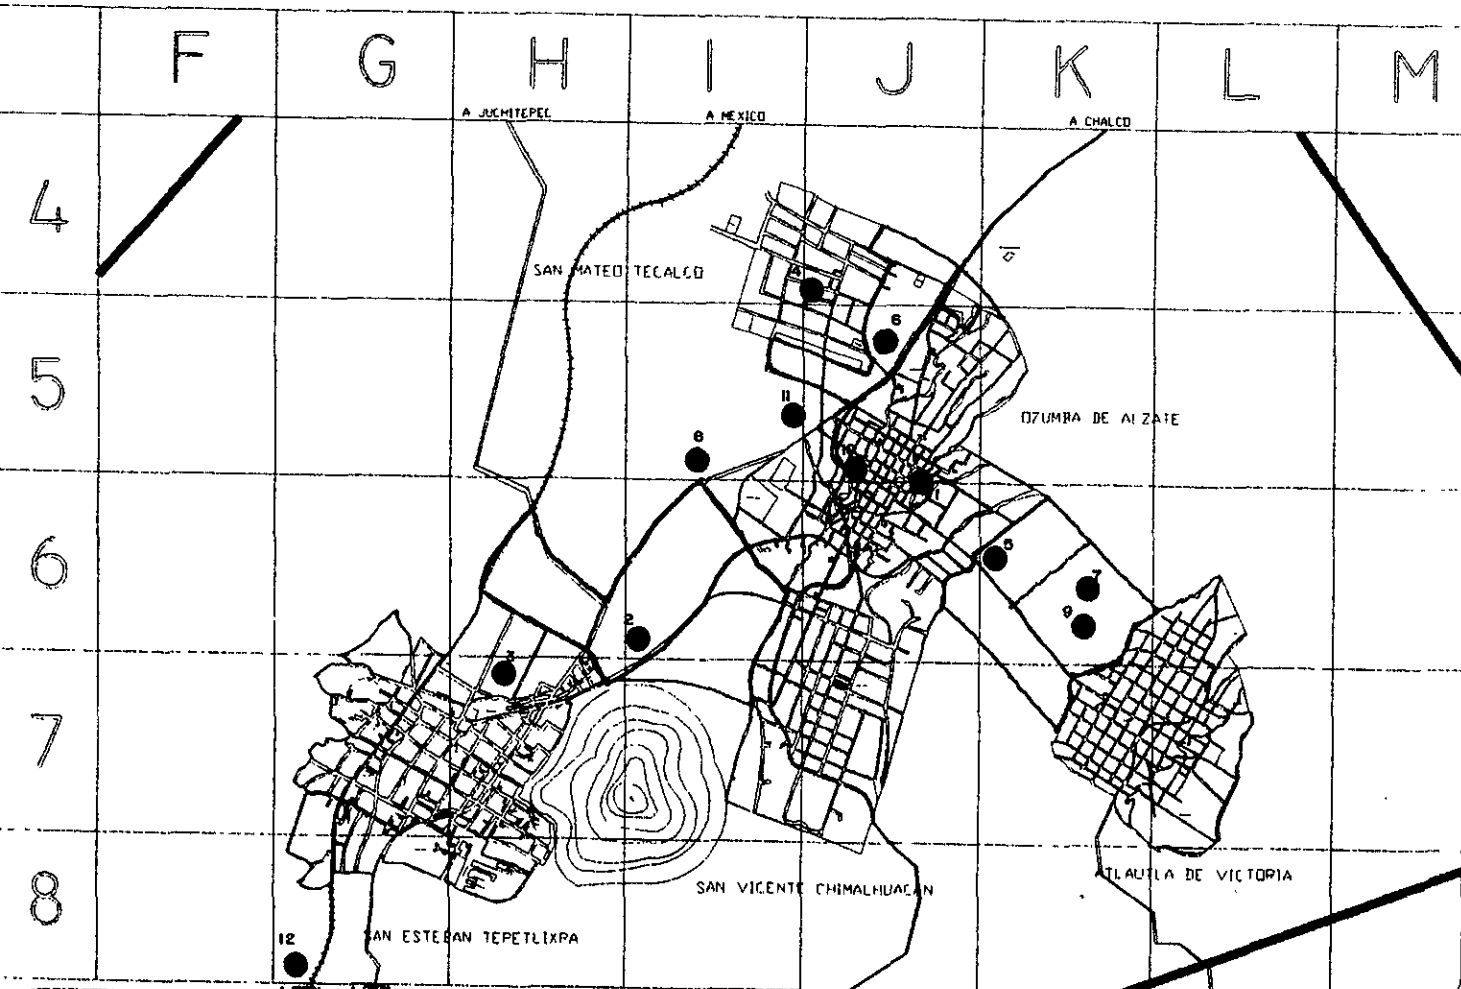 F G H I J K L M
A JUCHITEPEC A MEXICO A CHALCO
4
SAN MATEO TECALCO
4
6
5
11
OZUMBA DE ALZATE
8
10
1
6
5
7
9
2
3
7
8
SAN VICENTE CHIMALHUACAN
ATLAUTLA DE VICTORIA
SAN ESTEBAN TEPETLIXPA
12